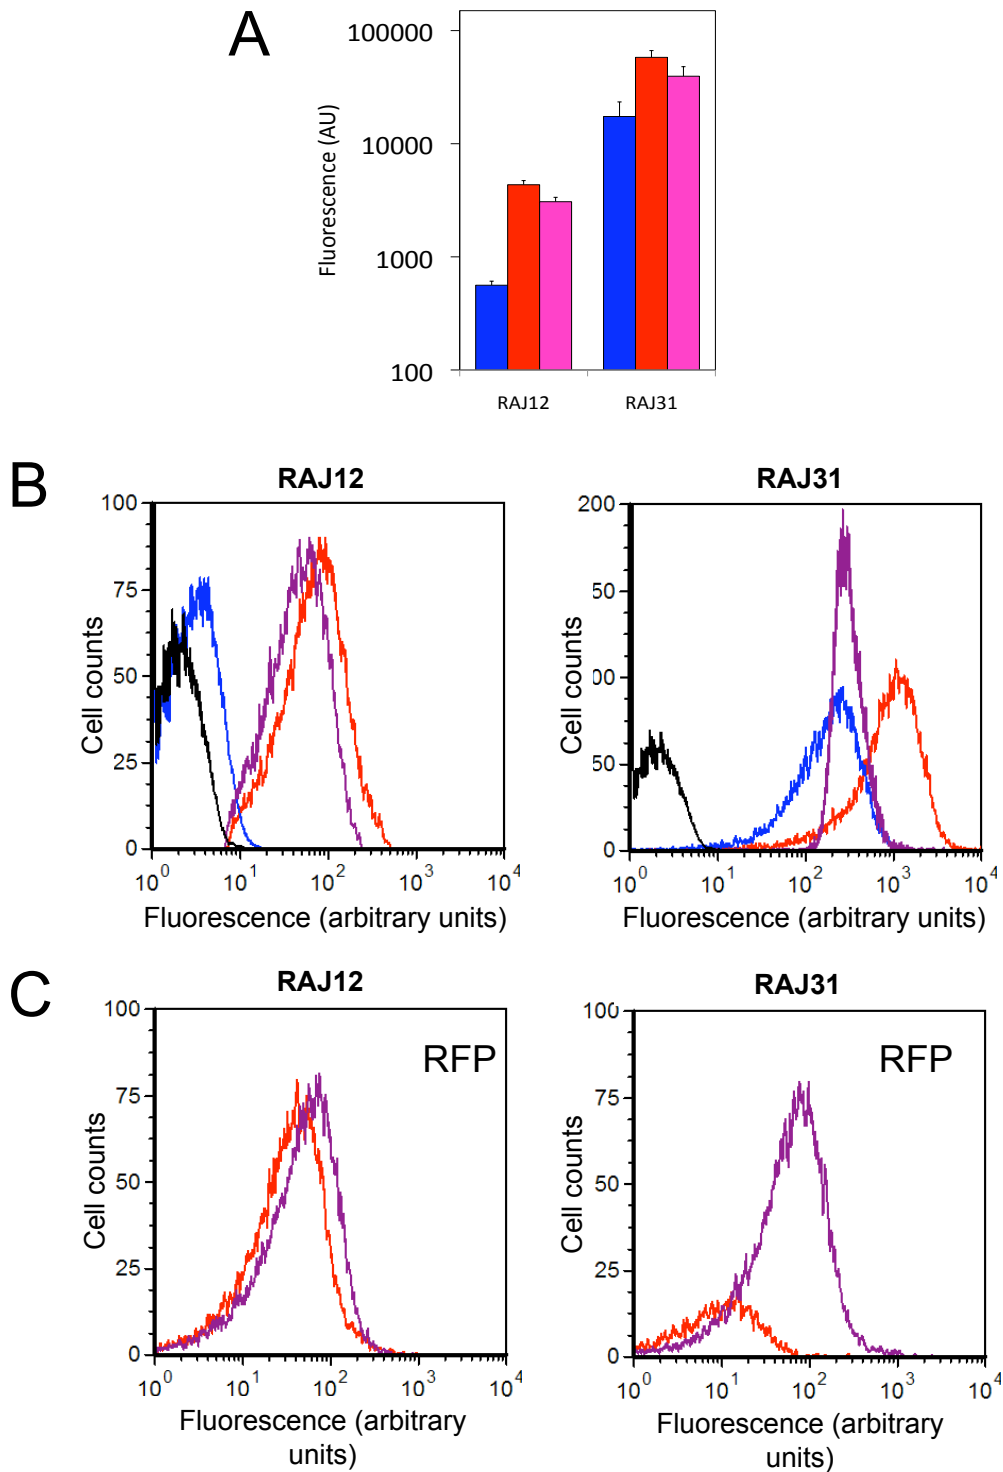 A
Fluorescence (AU)
100000
10000
1000
100
RAJ12
RAJ31
B
RAJ12
Cell counts
100
75
50
25
0
10^0
10^1
10^2
10^3
10^4
Fluorescence (arbitrary units)
RAJ31
Cell counts
200
50
00
50
0
10^0
10^1
10^2
10^3
10^4
Fluorescence (arbitrary units)
C
RAJ12
RFP
Cell counts
100
75
50
25
0
10^0
10^1
10^2
10^3
10^4
Fluorescence (arbitrary
units)
RAJ31
RFP
Cell counts
100
75
50
25
0
10^0
10^1
10^2
10^3
10^4
Fluorescence (arbitrary
units)